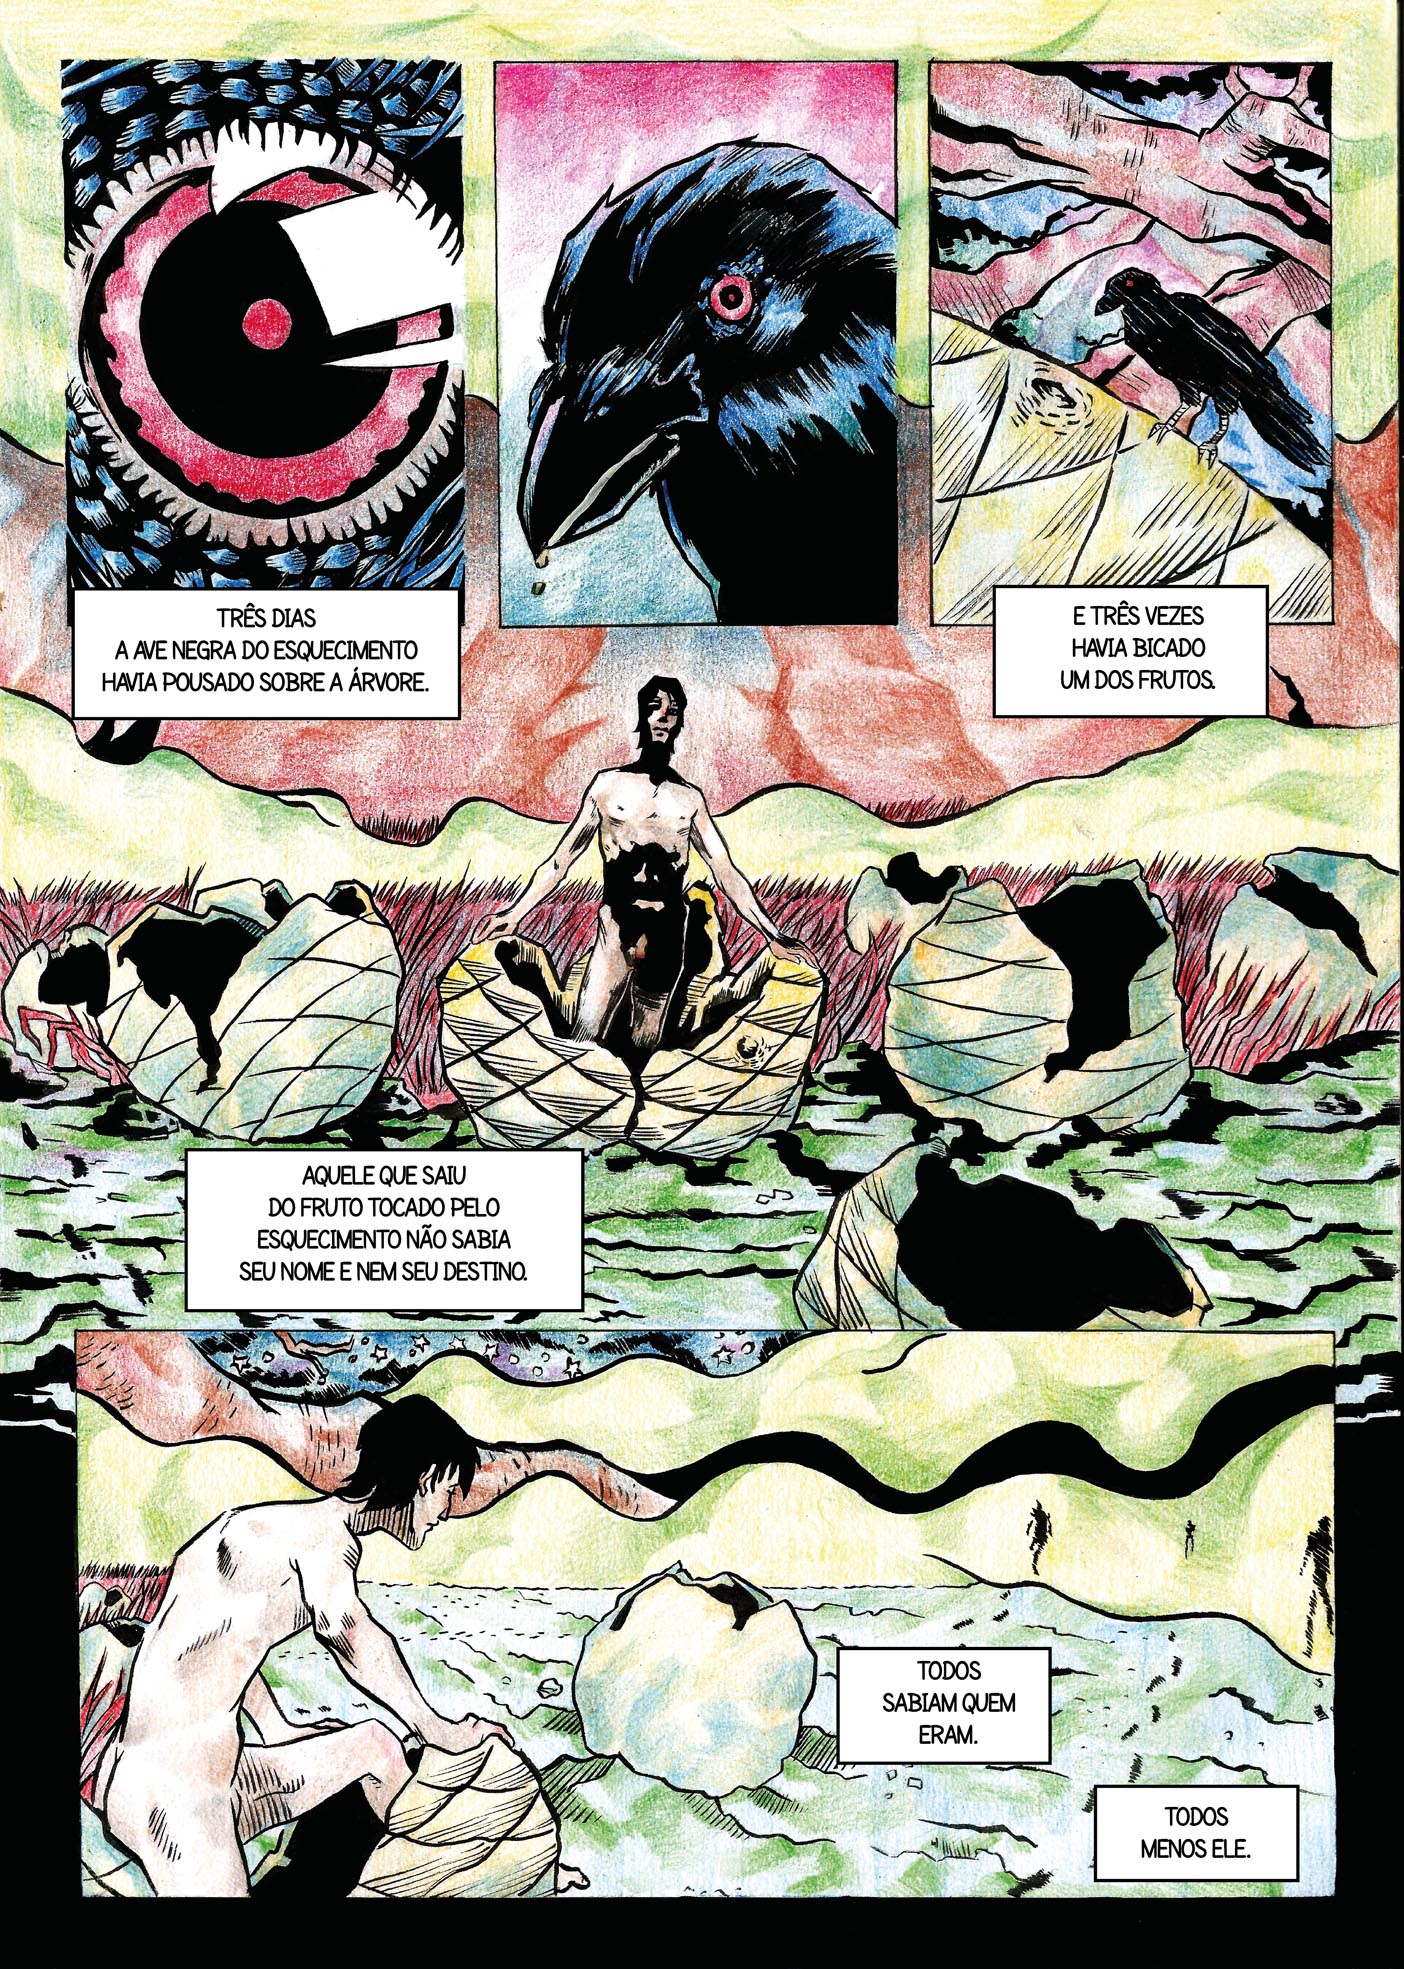 TRÊS DIAS
A AVE NEGRA DO ESQUECIMENTO
HAVIA POUSADO SOBRE A ÁRVORE.
E TRÊS VEZES
HAVIA BICADO
UM DOS FRUTOS.
AQUELE QUE SAIU
DO FRUTO TOCADO PELO
ESQUECIMENTO NÃO SABIA
SEU NOME E NEM SEU DESTINO.
TODOS
SABIAM QUEM
ERAM.
TODOS
MENOS ELE.